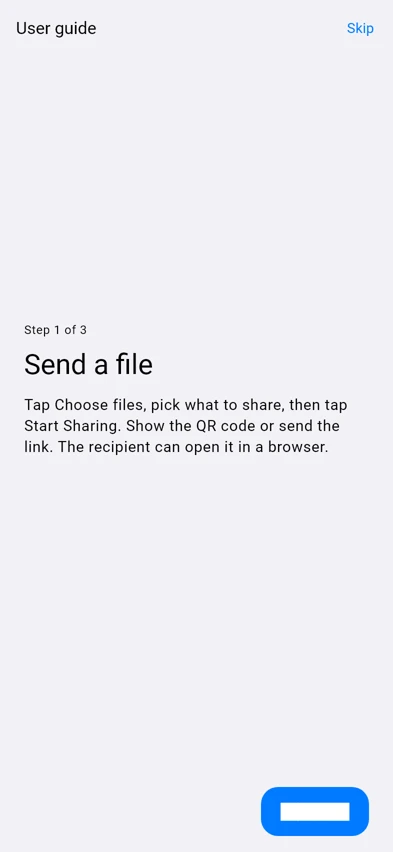 User guide
Skip
Step 1 of 3
Send a file
Tap Choose files, pick what to share, then tap
Start Sharing. Show the QR code or send the
link. The recipient can open it in a browser.